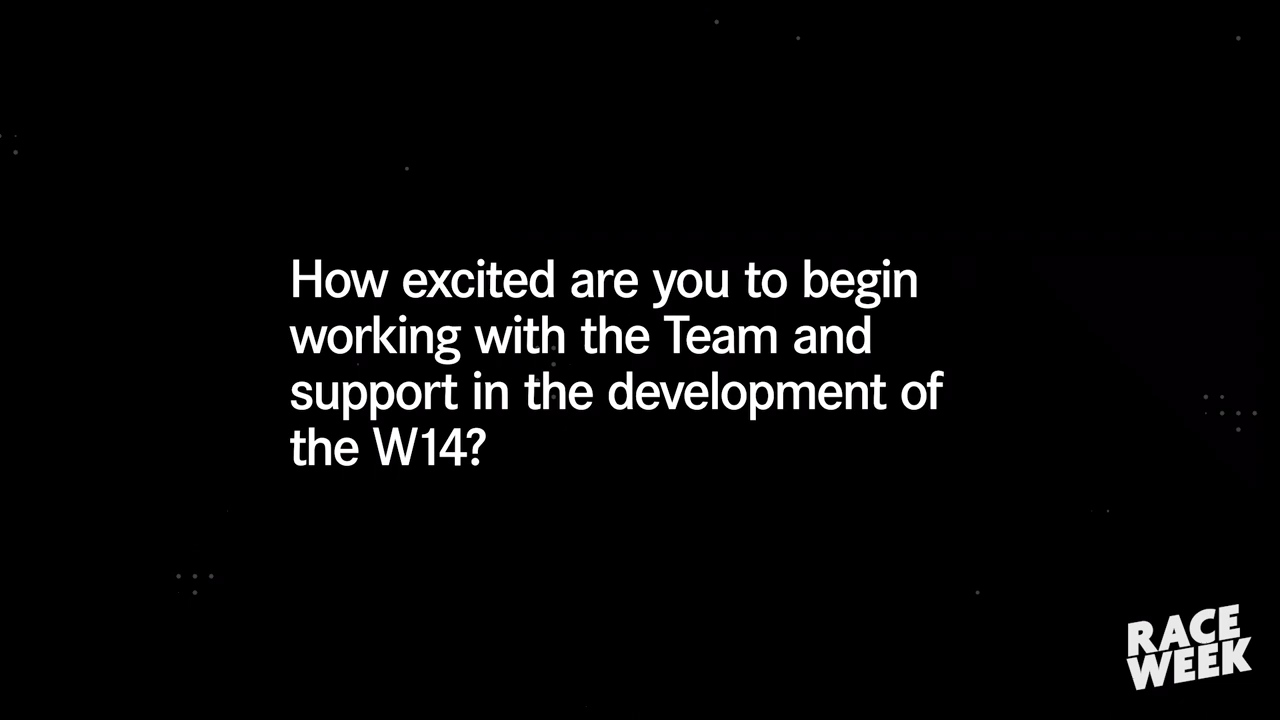 How excited are you to begin
working with the Team and
support in the development of
the W14?
RACE
WEEK